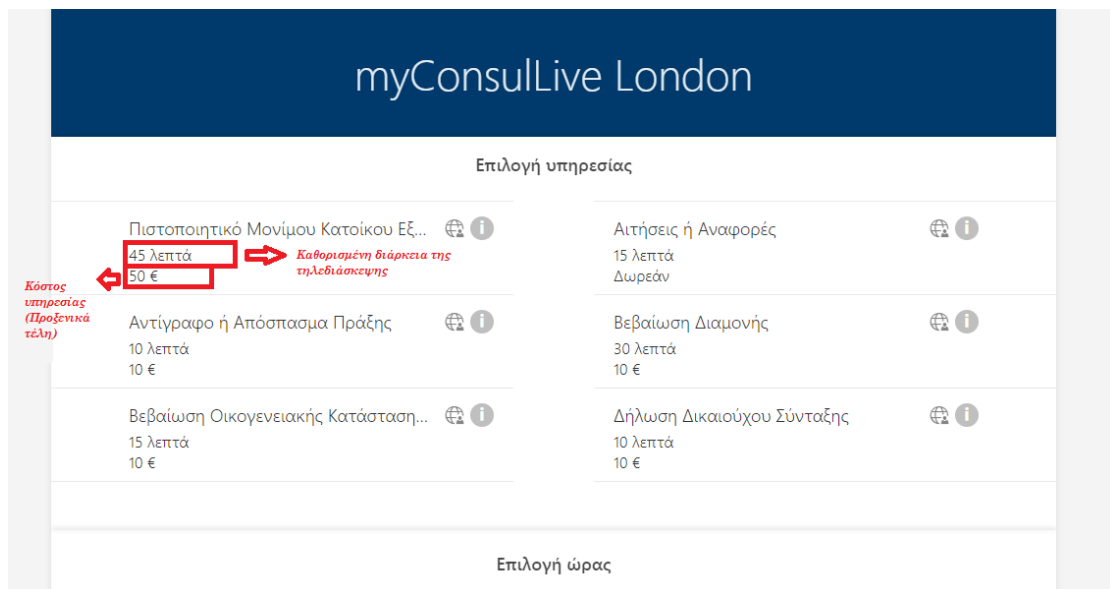 myConsulLive London
Επιλογή υπηρεσίας
Πιστοποιητικό Μονίμου Κατοίκου Εξ...
45 λεπτά
50 €
Καθορισμένη διάρκεια της
τηλεδιάσκεψης
Κόστος
υπηρεσίας
(Προξενικά
τέλη)
Αιτήσεις ή Αναφορές
15 λεπτά
Δωρεάν
Αντίγραφο ή Απόσπασμα Πράξης
10 λεπτά
10 €
Βεβαίωση Διαμονής
30 λεπτά
10 €
Βεβαίωση Οικογενειακής Κατάσταση...
15 λεπτά
10 €
Δήλωση Δικαιούχου Σύνταξης
10 λεπτά
10 €
Επιλογή ώρας